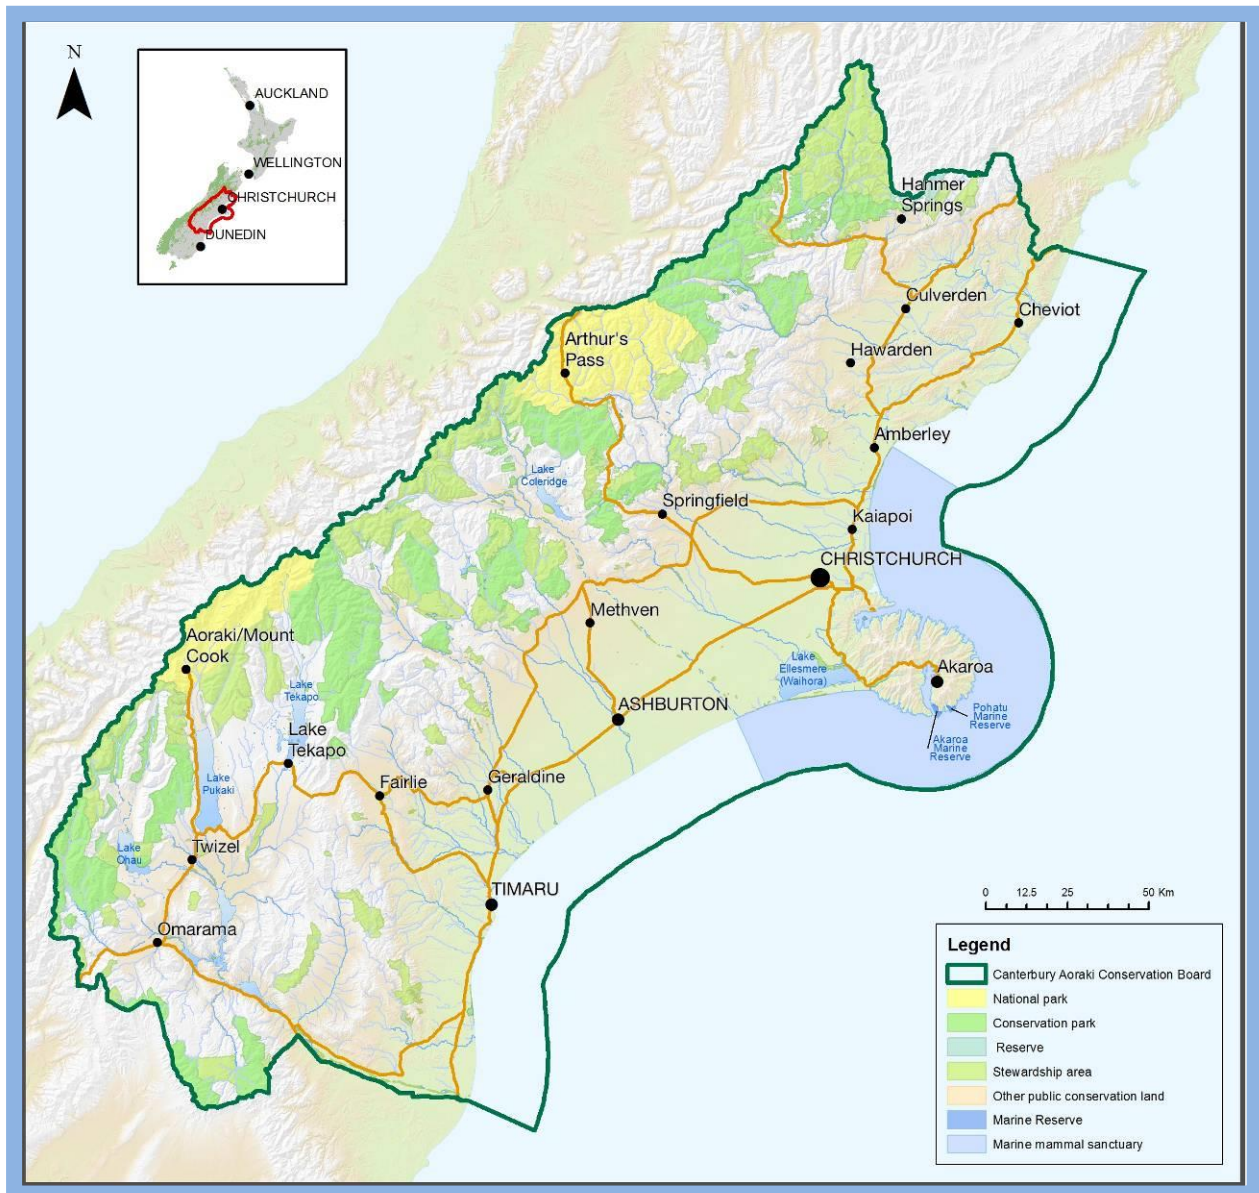 N
AUCKLAND
WELLINGTON
CHRISTCHURCH
DUNEDIN
Hanmer
Springs
Culverden
Cheviot
Arthur's
Pass
Hawarden
Amberley
Lake
Coleridge
Springfield
Kaiapoi
CHRISTCHURCH
Methven
Aoraki/Mount
Cook
Lake
Ellesmere
(Waihora)
Akaroa
Lake
Tekapo
ASHBURTON
Pohatu
Marine
Reserve
Akaroa
Marine
Reserve
Lake
Tekapo
Lake
Pukaki
Fairlie
Geraldine
Twizel
Lake
Ohau
TIMARU
Omarama
0 12.5 25 50 Km
Legend
Canterbury Aoraki Conservation Board
National park
Conservation park
Reserve
Stewardship area
Other public conservation land
Marine Reserve
Marine mammal sanctuary